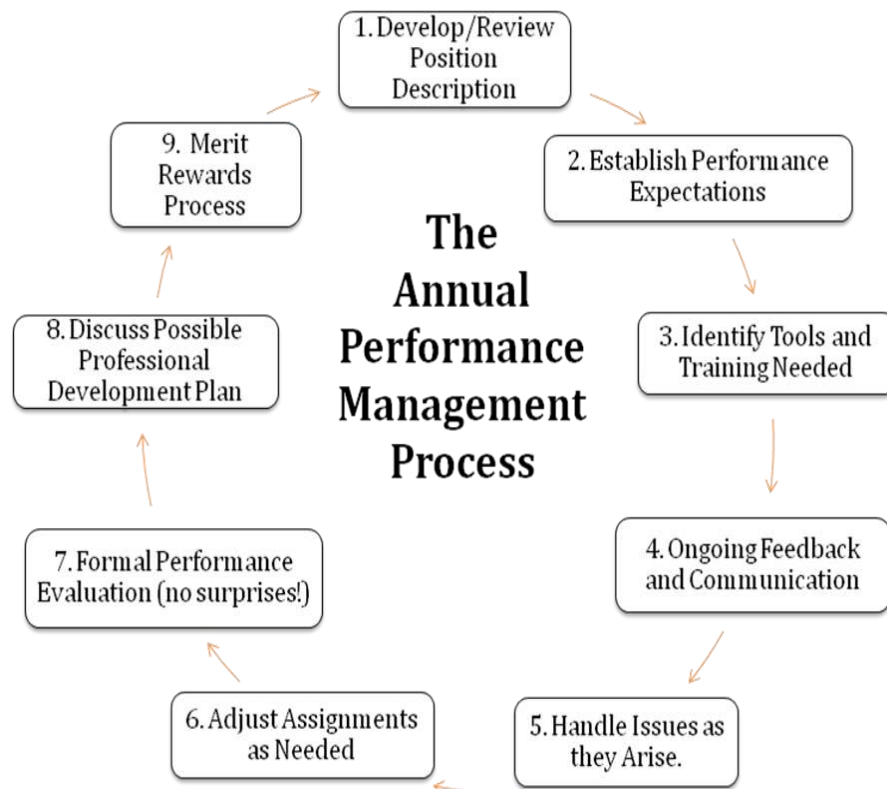 1. Develop/Review
Position
Description
2. Establish Performance
Expectations
3. Identify Tools and
Training Needed
4. Ongoing Feedback
and Communication
5. Handle Issues as
they Arise.
6. Adjust Assignments
as Needed
7. Formal Performance
Evaluation (no surprises!)
8. Discuss Possible
Professional
Development Plan
9. Merit
Rewards
Process
The
Annual
Performance
Management
Process